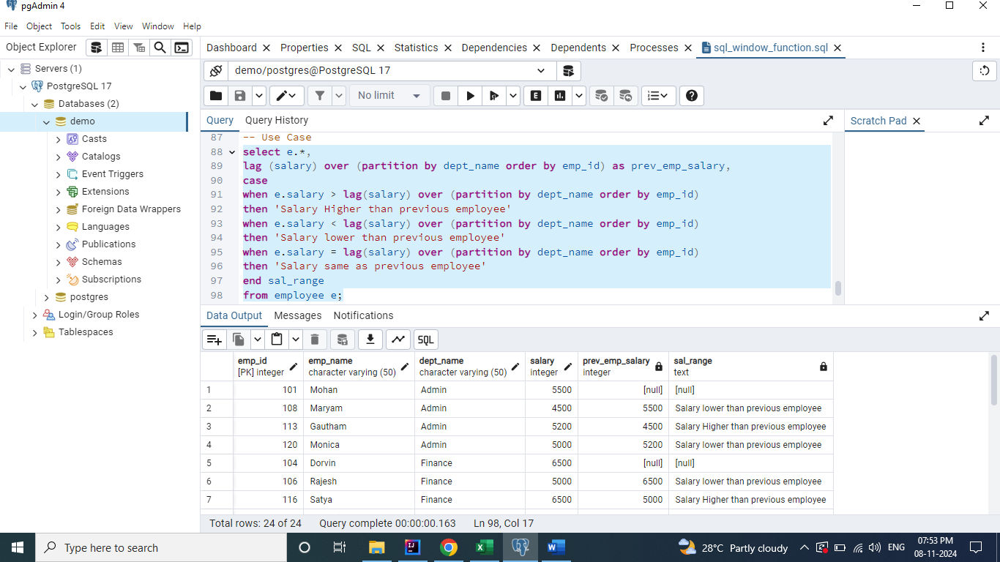 pgAdmin 4
File Object Tools Edit View Window Help
Object Explorer
Dashboard Properties SQL Statistics Dependencies Dependents Processes sql_window_function.sql
Servers (1)
PostgreSQL 17
Databases (2)
demo
Casts
Catalogs
Event Triggers
Extensions
Foreign Data Wrappers
Languages
Publications
Schemas
Subscriptions
postgres
Login/Group Roles
Tablespaces
demo/postgres@PostgreSQL 17
No limit
E
Query Query History
Scratch Pad
87 -- Use Case
88 select e.*,
89 lag (salary) over (partition by dept_name order by emp_id) as prev_emp_salary,
90 case
91 when e.salary > lag(salary) over (partition by dept_name order by emp_id)
92 then 'Salary Higher than previous employee'
93 when e.salary < lag(salary) over (partition by dept_name order by emp_id)
94 then 'Salary lower than previous employee'
95 when e.salary = lag(salary) over (partition by dept_name order by emp_id)
96 then 'Salary same as previous employee'
97 end sal_range
98 from employee e;
Data Output Messages Notifications
SQL
emp_id emp_name dept_name salary prev_emp_salary sal_range
[PK] integer character varying (50) character varying (50) integer integer text
1 101 Mohan Admin 5500 [null] [null]
2 108 Maryam Admin 4500 5500 Salary lower than previous employee
3 113 Gautham Admin 5200 4500 Salary Higher than previous employee
4 120 Monica Admin 5000 5200 Salary lower than previous employee
5 104 Dorvin Finance 6500 [null] [null]
6 106 Rajesh Finance 5000 6500 Salary lower than previous employee
7 116 Satya Finance 6500 5000 Salary Higher than previous employee
Total rows: 24 of 24 Query complete 00:00:00.163 Ln 98, Col 17
Type here to search
28°C Partly cloudy
ENG
07:53 PM
08-11-2024